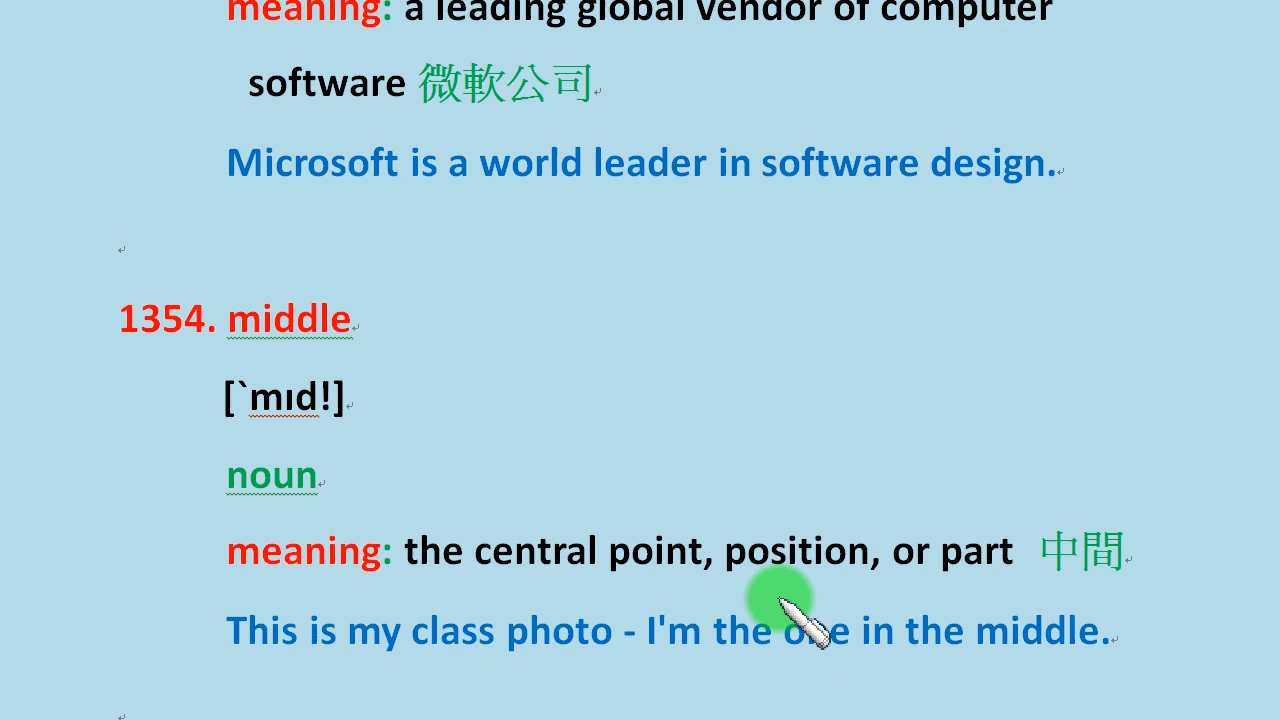 meaning: a leading global vendor of computer
software 微軟公司
Microsoft is a world leader in software design.
1354. middle
[`mɪd!]
noun
meaning: the central point, position, or part 中間
This is my class photo - I'm the one in the middle.